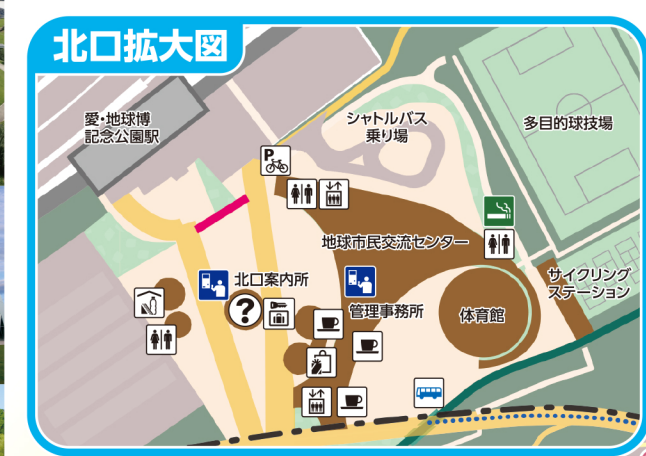 北口拡大図
愛・地球博
記念公園駅
シャトルバス
乗り場
多目的球技場
P
地球市民交流センター
サイクリング
ステーション
北口案内所
?
管理事務所
体育館